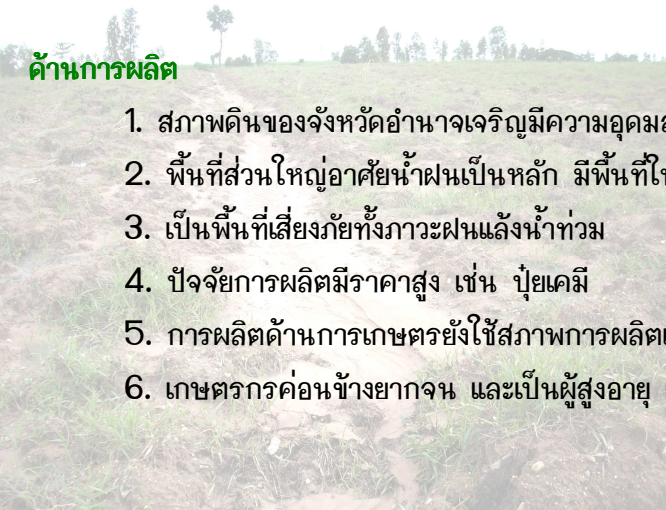 ด้านการผลิต
1. สภาพดินของจังหวัดอำนาจเจริญมีความอุดม
2. พื้นที่ส่วนใหญ่อาศัยน้ำฝนเป็นหลัก มีพื้นที่ใ
3. เป็นพื้นที่เสี่ยงภัยทั้งภาวะฝนแล้งน้ำท่วม
4. ปัจจัยการผลิตมีราคาสูง เช่น ปุ๋ยเคมี
5. การผลิตด้านการเกษตรยังใช้สภาพการผลิต
6. เกษตรกรค่อนข้างยากจน และเป็นผู้สูงอายุ